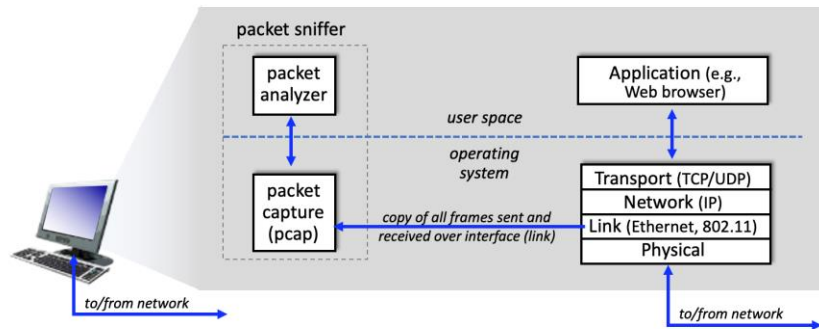 packet sniffer
packet
analyzer
Application (e.g.,
Web browser)
user space
operating
system
packet
capture
(pcap)
copy of all frames sent and
received over interface (link)
Transport (TCP/UDP)
Network (IP)
Link (Ethernet, 802.11)
Physical
to/from network
to/from network